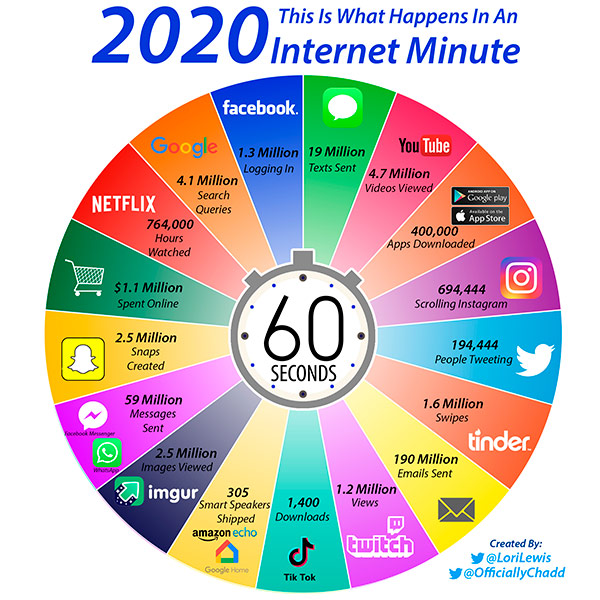 2020 This Is What Happens In An
Internet Minute
facebook.
1.3 Million
Logging In
19 Million
Texts Sent
YouTube
4.7 Million
Videos Viewed
ANDROID APP ON
Google play
Available on the
App Store
400,000
Apps Downloaded
694,444
Scrolling Instagram
194,444
People Tweeting
1.6 Million
Swipes
tinder
190 Million
Emails Sent
1.2 Million
Views
twitch
1,400
Downloads
Tik Tok
305
Smart Speakers
Shipped
amazon echo
Google Home
2.5 Million
Images Viewed
imgur
59 Million
Messages
Sent
Facebook Messenger
WhatsApp
2.5 Million
Snaps
Created
$1.1 Million
Spent Online
NETFLIX
764,000
Hours
Watched
Google
4.1 Million
Search
Queries
60
SECONDS
Created By:
@LoriLewis
@OfficiallyChadd